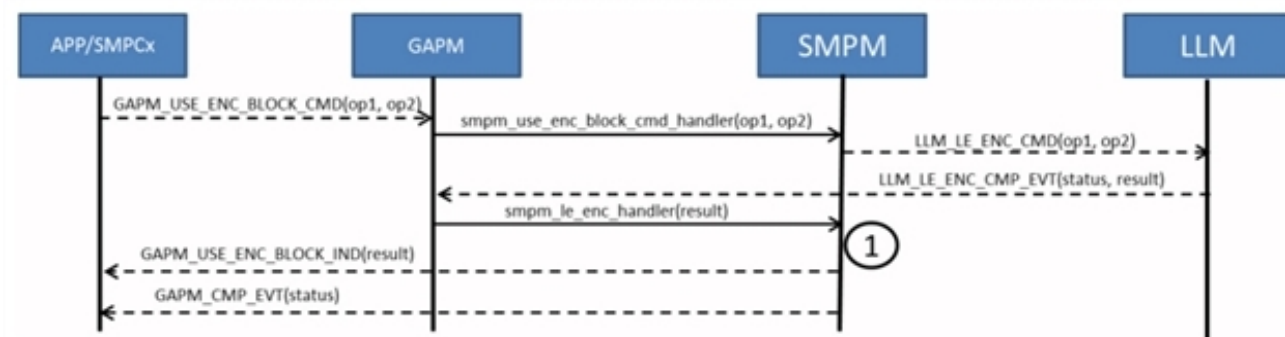 APP/SMPCx
GAPM
SMPM
LLM
GAPM_USE_ENC_BLOCK_CMD(op1, op2)
smpm_use_enc_block_cmd_handler(op1, op2)
LLM_LE_ENC_CMD(op1, op2)
LLM_LE_ENC_CMP_EVT(status, result)
smpm_le_enc_handler(result)
1
GAPM_USE_ENC_BLOCK_IND(result)
GAPM_CMP_EVT(status)